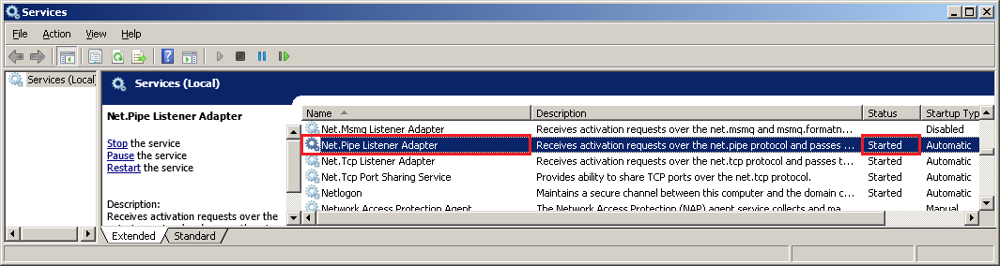 Services
File Action View Help
Services (Local)
Services (Local)
Net.Pipe Listener Adapter
Stop the service
Pause the service
Restart the service
Description:
Receives activation requests over the
Name Description Status Startup Typ
Net.Msmq Listener Adapter Receives activation requests over the net.msmq and msmq.formatn... Disabled
Net.Pipe Listener Adapter Receives activation requests over the net.pipe protocol and passes ... Started Automatic
Net.Tcp Listener Adapter Receives activation requests over the net.tcp protocol and passes t... Started Automatic
Net.Tcp Port Sharing Service Provides ability to share TCP ports over the net.tcp protocol. Started Automatic
Netlogon Maintains a secure channel between this computer and the domain c... Started Automatic
Network Access Protection Agent The Network Access Protection (NAP) agent service collects and ma... Manual
Extended Standard